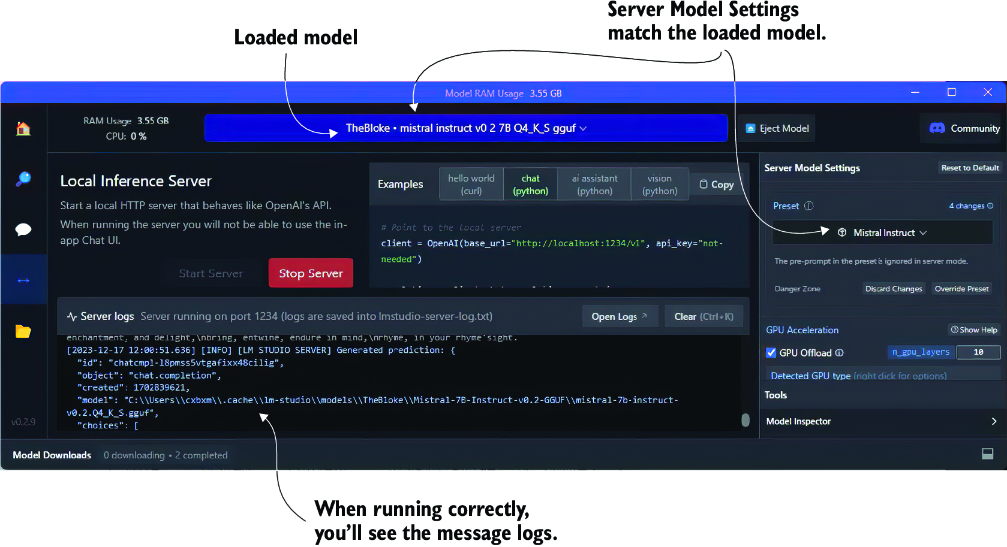 Loaded model
Server Model Settings
match the loaded model.
Model RAM Usage 3.55 GB
RAM Usage 3.55 GB
CPU: 0 %
TheBloke • mistral instruct v0 2 7B Q4_K_S gguf
Eject Model
Community
Local Inference Server
Start a local HTTP server that behaves like OpenAI's API.
When running the server you will not be able to use the in-
app Chat UI.
Start Server
Stop Server
Examples
hello world
(curl)
chat
(python)
ai assistant
(python)
vision
(python)
Copy
# Point to the local server
client = OpenAI(base_url="http://localhost:1234/v1", api_key="not-
needed")
Server Model Settings
Reset to Default
Preset
4 changes
Mistral Instruct
The pre-prompt in the preset is ignored in server mode.
Danger Zone
Discard Changes
Override Preset
GPU Acceleration
Show Help
GPU Offload
n_gpu_layers
10
Detected GPU type (right click for options)
Tools
Model Inspector
Server logs
Server running on port 1234 (logs are saved into lmstudio-server-log.txt)
Open Logs
Clear (Ctrl+K)
enchantment, and delight,\nbring, entwine, endure in mind,\nrhyme, in your rhyme'sight.
[2023-12-17 12:00:51.636] [INFO] [LM STUDIO SERVER] Generated prediction: {
"id": "chatcmpl-l8pmss5vtgafixx48cilig",
"object": "chat.completion",
"created": 1702839621,
"model": "C:\\Users\\cxbxm\\.cache\\lm-studio\\models\\TheBloke\\Mistral-7B-Instruct-v0.2-GGUF\\mistral-7b-instruct-
v0.2.Q4_K_S.gguf",
"choices": [
v0.2.9
Model Downloads
0 downloading • 2 completed
When running correctly,
you'll see the message logs.